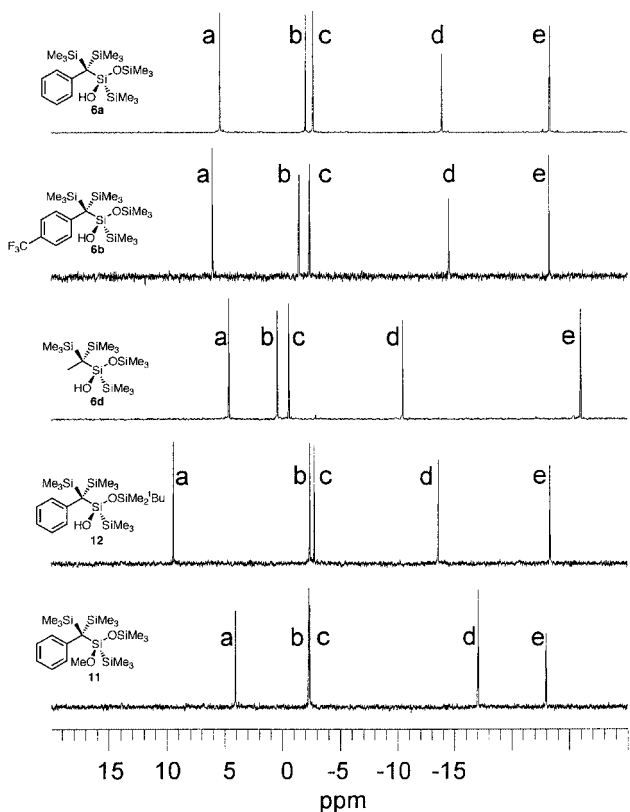 a b c d e
Me₃Si SiMe₃
OSiMe₃
Si
HO SiMe₃
6a
a b c d e
Me₃Si SiMe₃
OSiMe₃
Si
HO SiMe₃
F₃C
6b
a b c d e
Me₃Si SiMe₃
OSiMe₃
Si
HO SiMe₃
6d
a b c d e
Me₃Si SiMe₃
OSiMe₂ᵗBu
Si
HO SiMe₃
12
a b c d e
Me₃Si SiMe₃
OSiMe₃
Si
MeO SiMe₃
11
15 10 5 0 -5 -10 -15
ppm